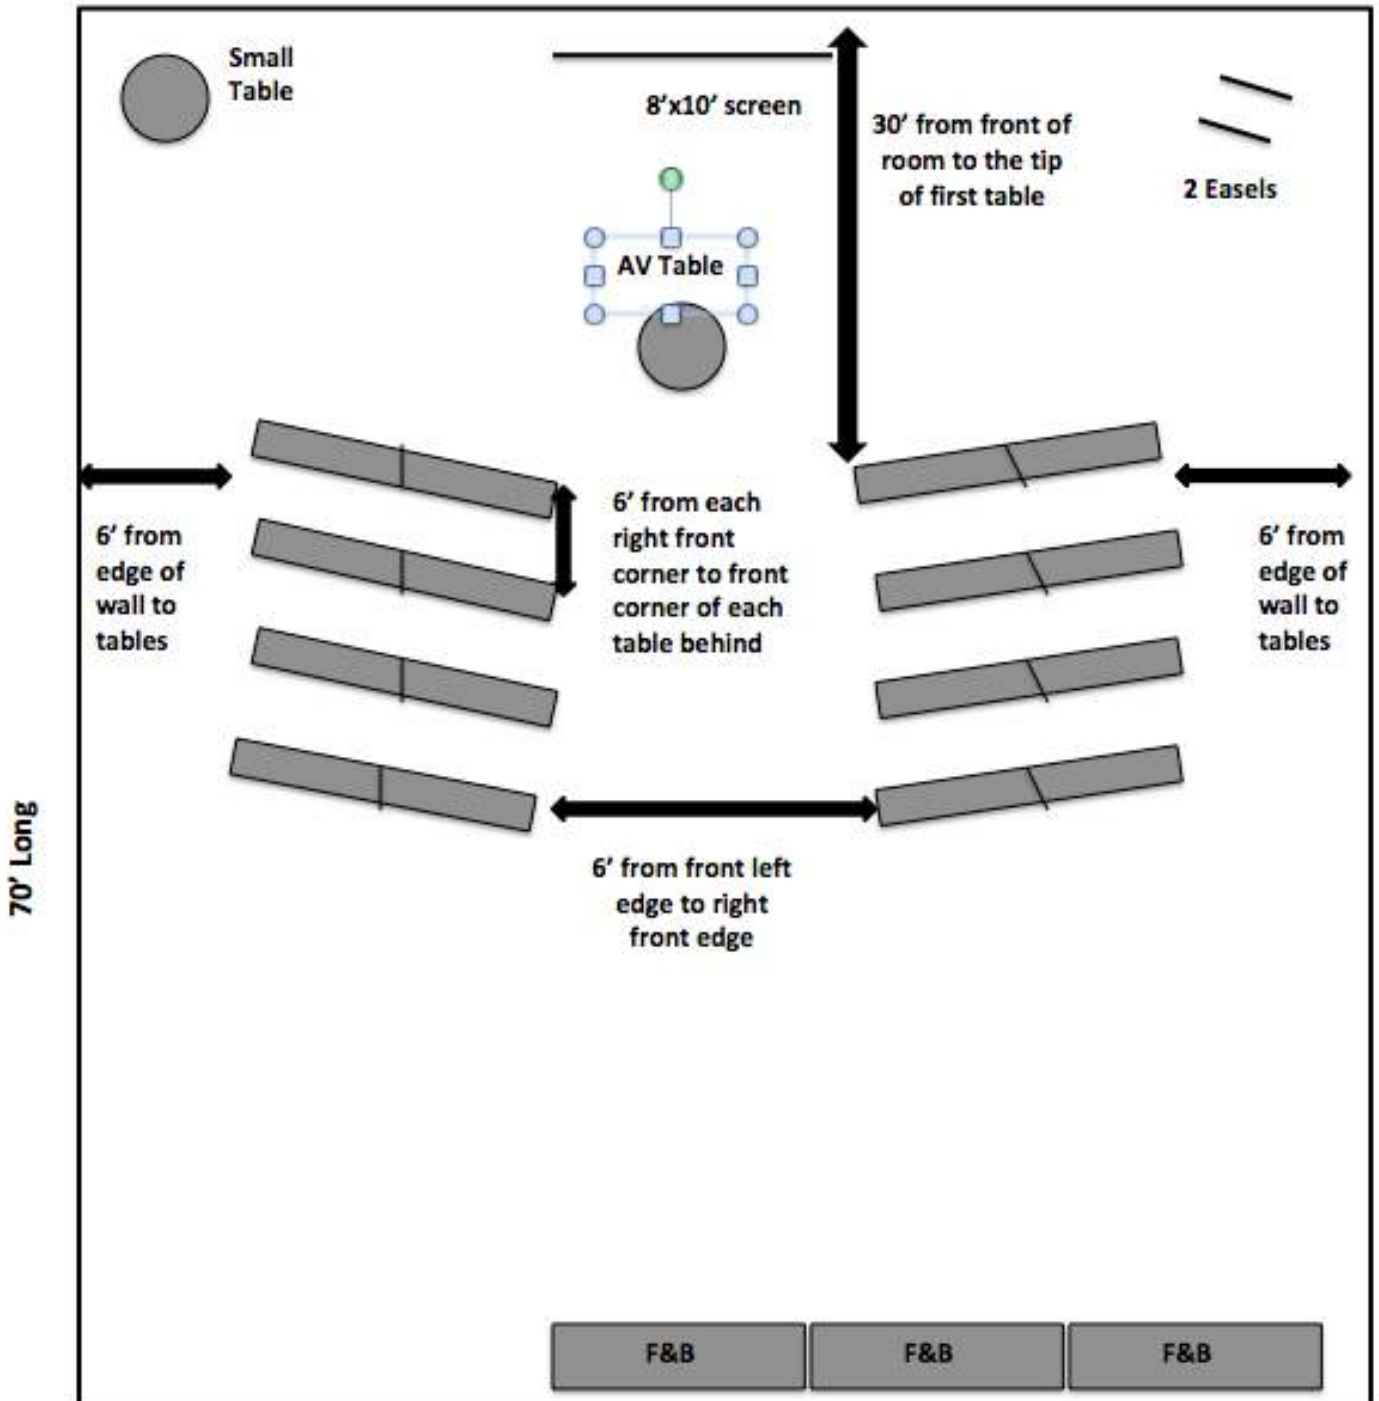 Small
Table
8'x10' screen
30' from front of
room to the tip
of first table
2 Easels
AV Table
6' from
edge of
wall to
tables
6' from each
right front
corner to front
corner of each
table behind
6' from
edge of
wall to
tables
70' Long
6' from front left
edge to right
front edge
F&B
F&B
F&B